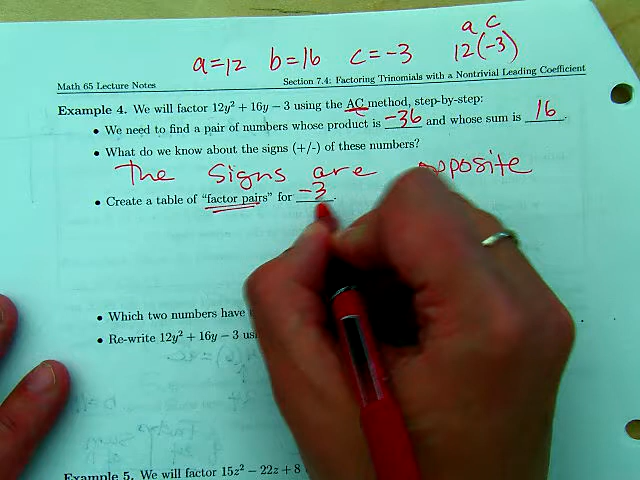 a c
a=12 b=16 c=-3 12(-3)
Math 65 Lecture Notes Section 7.4: Factoring Trinomials with a Nontrivial Leading Coefficient
Example 4. We will factor 12y² + 16y − 3 using the AC method, step-by-step:
• We need to find a pair of numbers whose product is -36 and whose sum is 16.
• What do we know about the signs (+/-) of these numbers?
The signs are opposite
• Create a table of "factor pairs" for -3.
• Which two numbers have
• Re-write 12y² + 16y − 3
Example 5. We will factor 15z² − 22z + 8